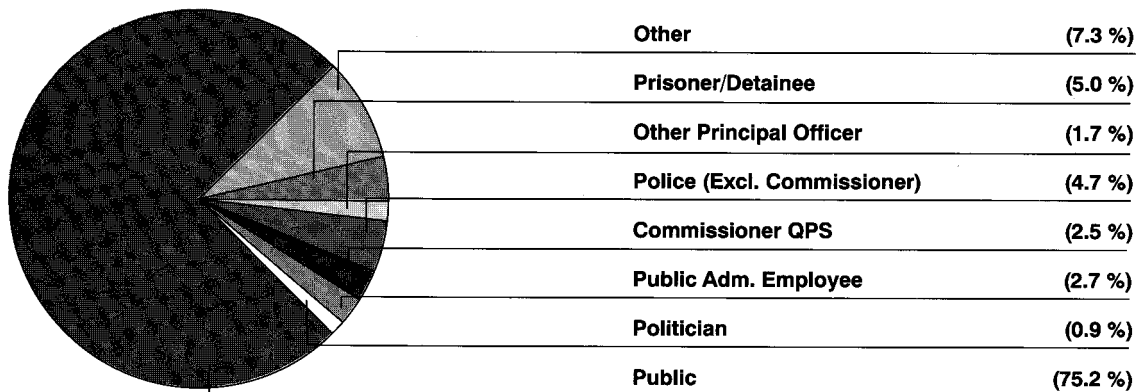 Other (7.3 %)
Prisoner/Detainee (5.0 %)
Other Principal Officer (1.7 %)
Police (Excl. Commissioner) (4.7 %)
Commissioner QPS (2.5 %)
Public Adm. Employee (2.7 %)
Politician (0.9 %)
Public (75.2 %)